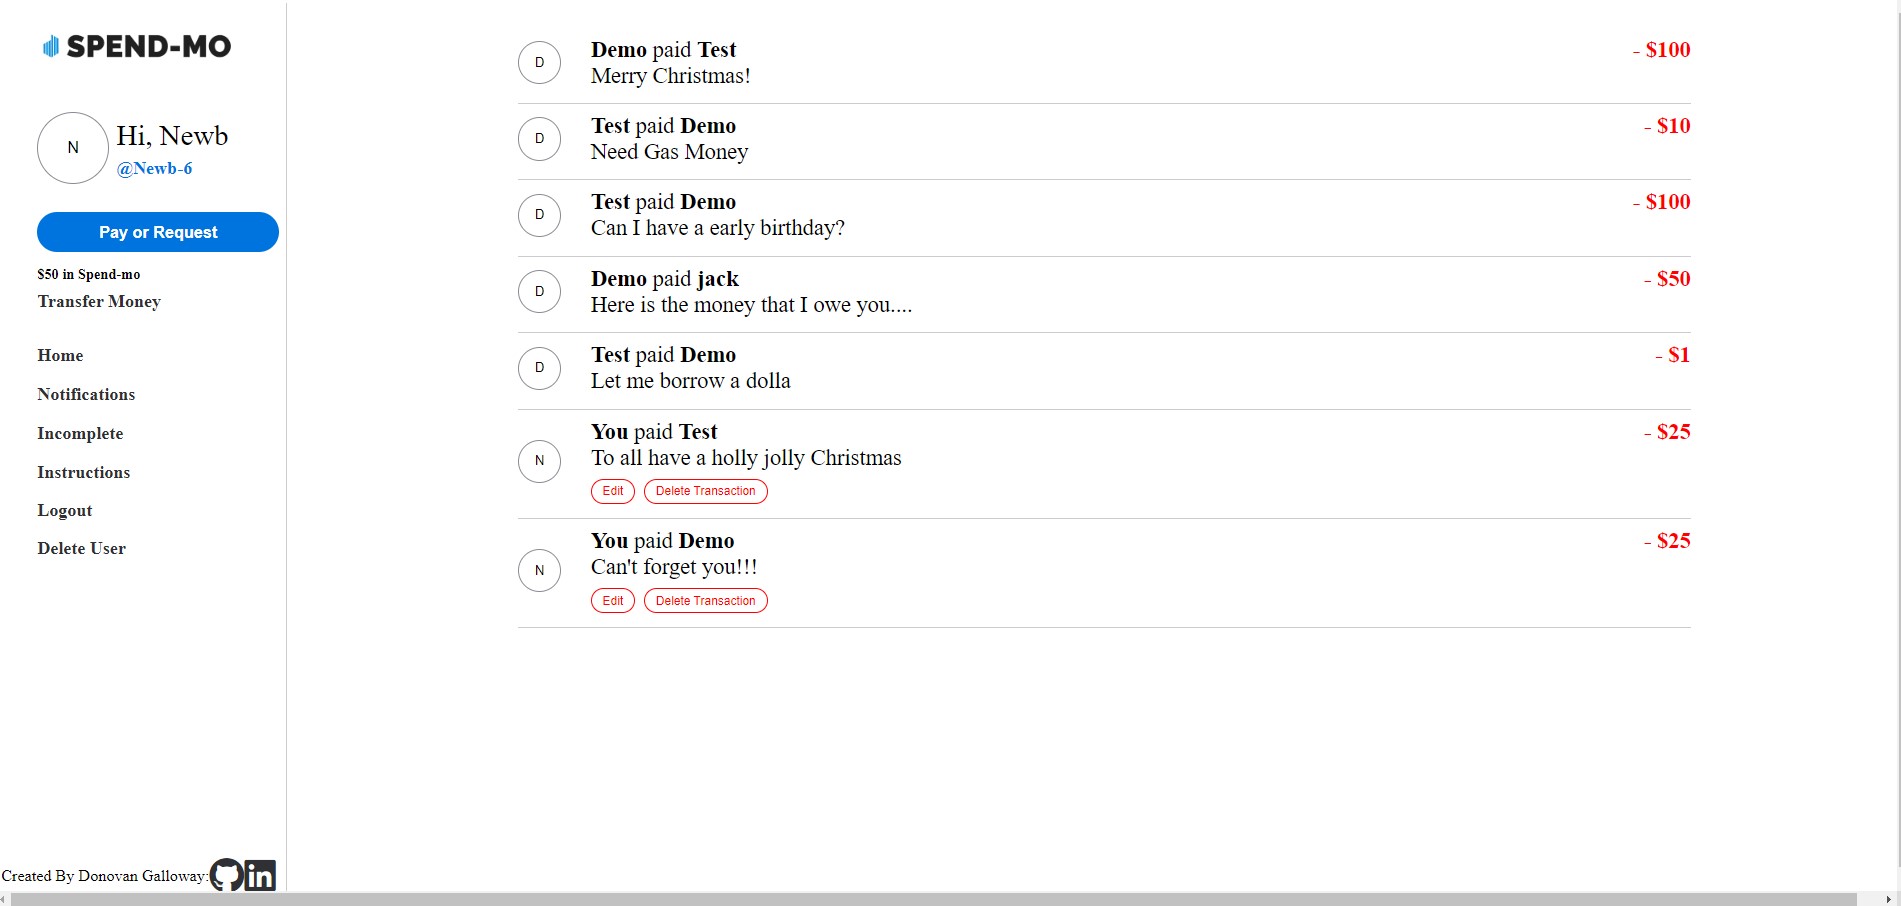 SPEND-MO
N
Hi, Newb
@Newb-6
Pay or Request
$50 in Spend-mo
Transfer Money
Home
Notifications
Incomplete
Instructions
Logout
Delete User
Created By Donovan Galloway:
in
D
Demo paid Test
- $100
Merry Christmas!
D
Test paid Demo
- $10
Need Gas Money
D
Test paid Demo
- $100
Can I have a early birthday?
D
Demo paid jack
- $50
Here is the money that I owe you....
D
Test paid Demo
- $1
Let me borrow a dolla
N
You paid Test
- $25
To all have a holly jolly Christmas
Edit Delete Transaction
N
You paid Demo
- $25
Can't forget you!!!
Edit Delete Transaction